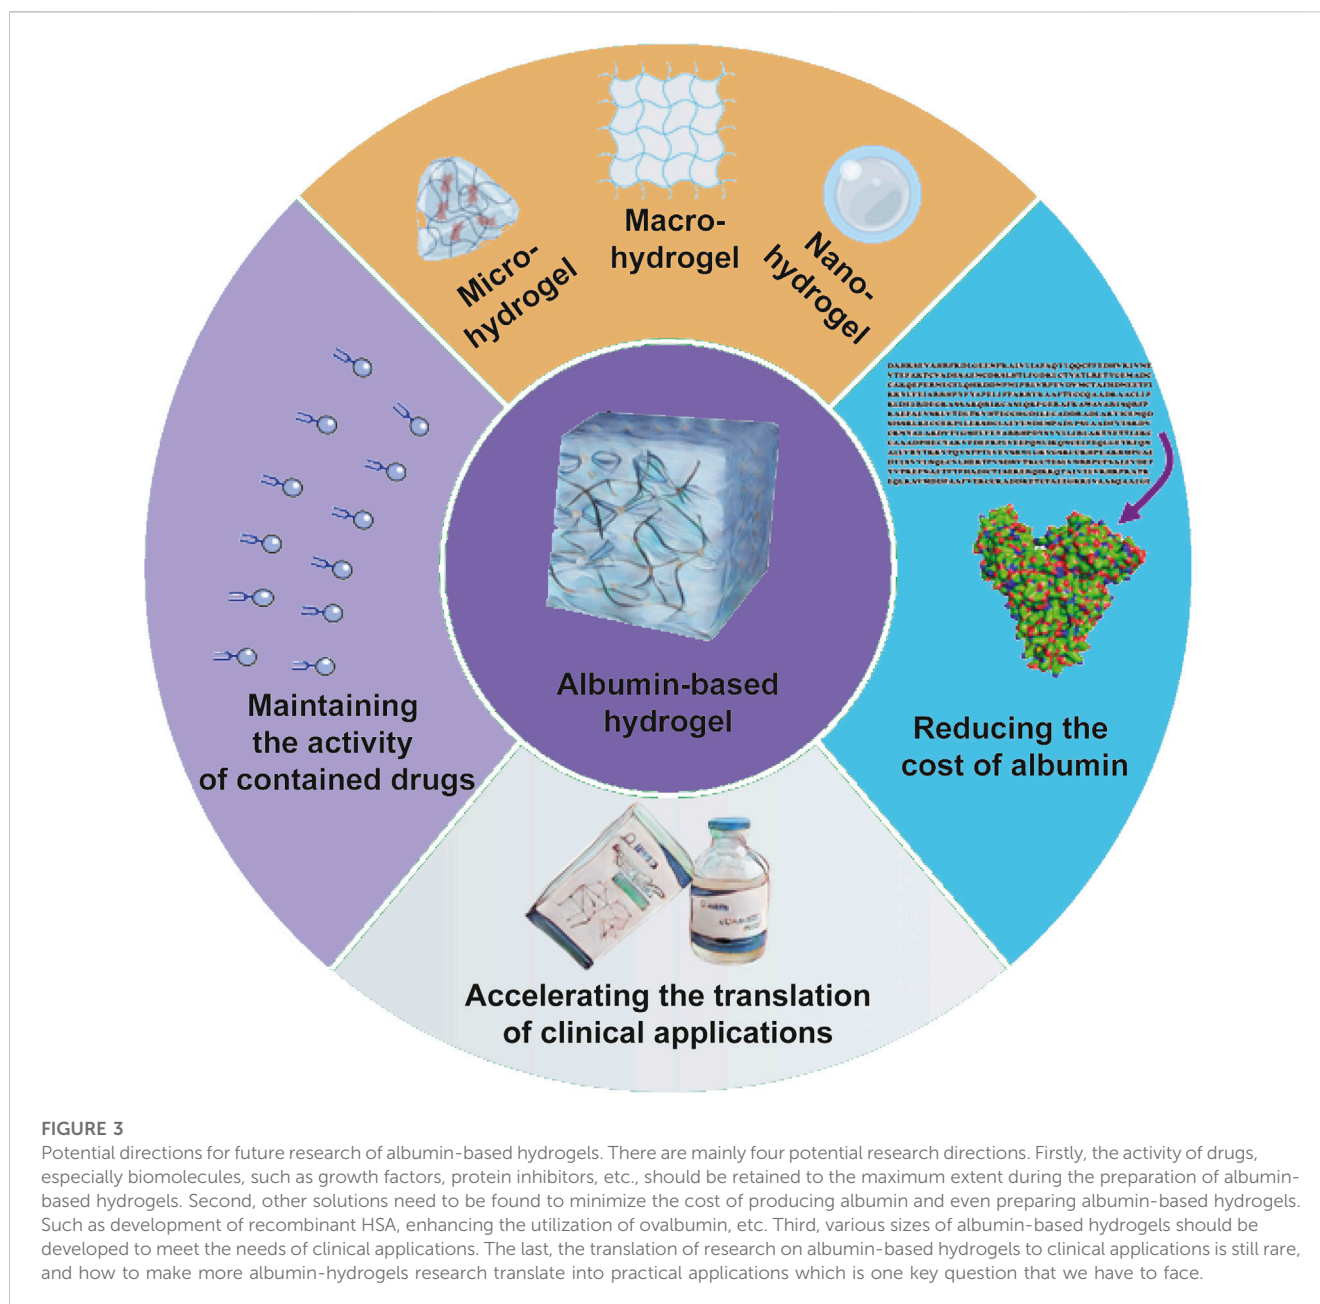 Macro-
hydrogel
Micro-
hydrogel
Nano-
hydrogel
Albumin-based
hydrogel
Maintaining
the activity
of contained drugs
Reducing the
cost of albumin
Accelerating the translation
of clinical applications
FIGURE 3
Potential directions for future research of albumin-based hydrogels. There are mainly four potential research directions. Firstly, the activity of drugs,
especially biomolecules, such as growth factors, protein inhibitors, etc., should be retained to the maximum extent during the preparation of albumin-
based hydrogels. Second, other solutions need to be found to minimize the cost of producing albumin and even preparing albumin-based hydrogels.
Such as development of recombinant HSA, enhancing the utilization of ovalbumin, etc. Third, various sizes of albumin-based hydrogels should be
developed to meet the needs of clinical applications. The last, the translation of research on albumin-based hydrogels to clinical applications is still rare,
and how to make more albumin-hydrogels research translate into practical applications which is one key question that we have to face.